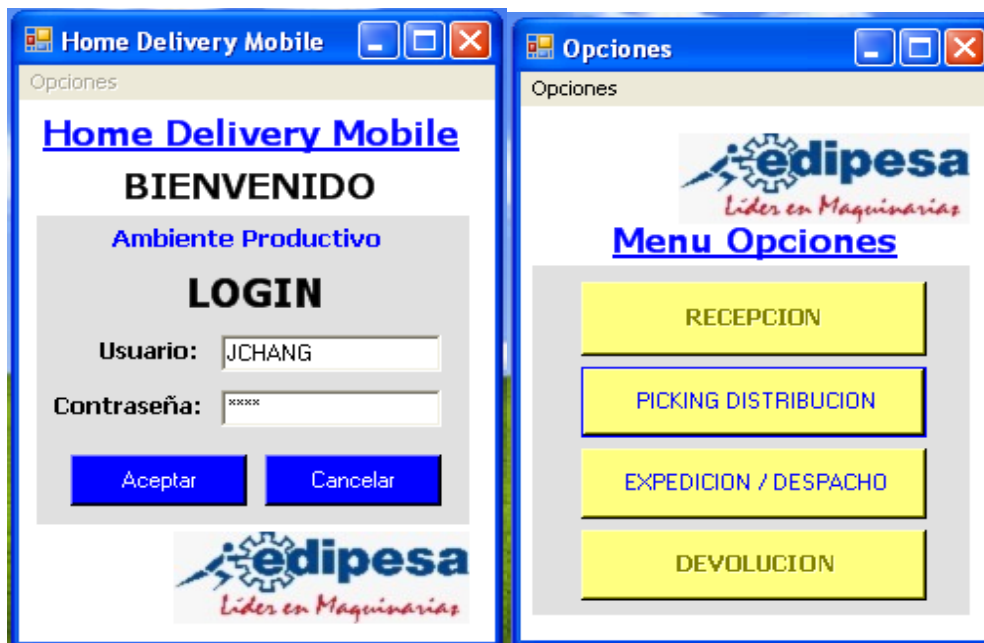 Home Delivery Mobile
Opciones
Home Delivery Mobile
BIENVENIDO
Ambiente Productivo
LOGIN
Usuario: JCHANG
Contraseña: ****
Aceptar Cancelar
edipesa
Líder en Maquinarias
Opciones
Opciones
edipesa
Líder en Maquinarias
Menu Opciones
RECEPCION
PICKING DISTRIBUCION
EXPEDICION / DESPACHO
DEVOLUCION